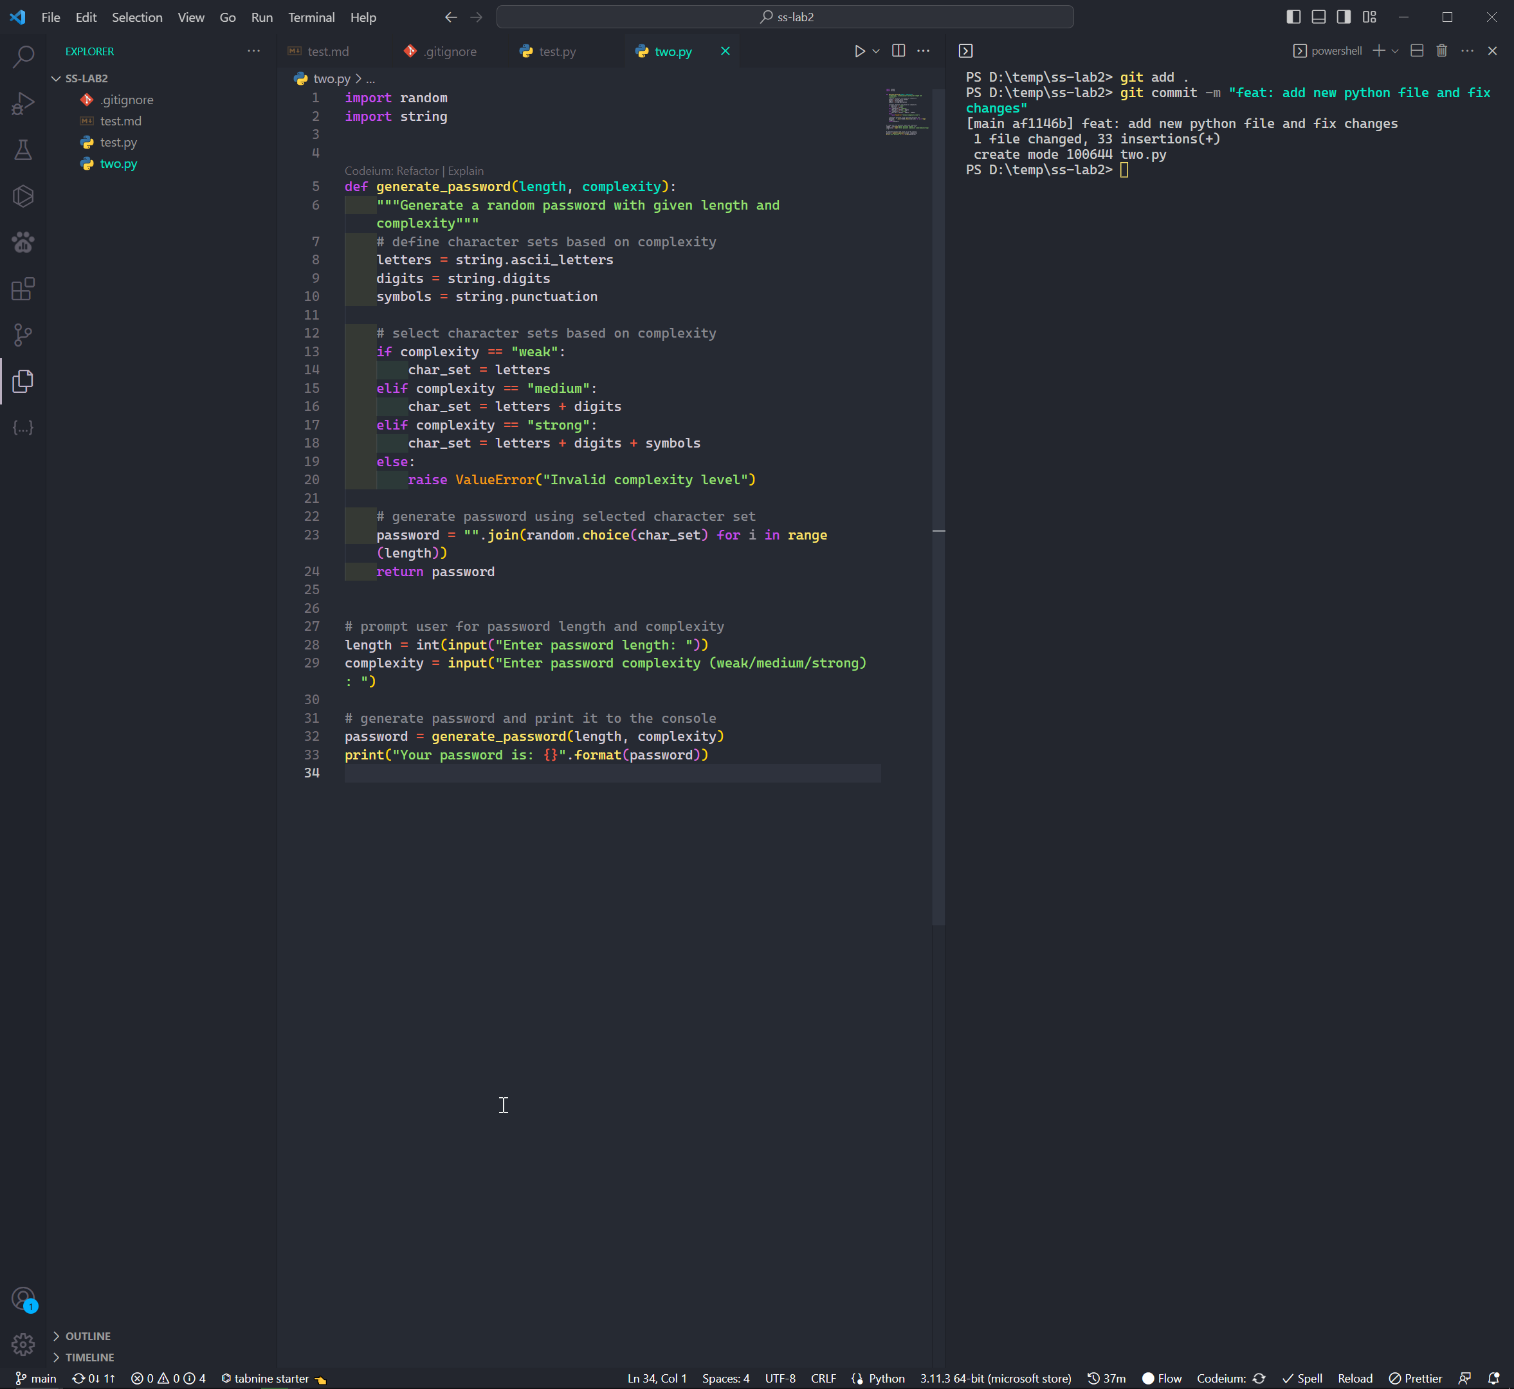 File Edit Selection View Go Run Terminal Help
ss-lab2
EXPLORER
SS-LAB2
.gitignore
test.md
test.py
two.py
OUTLINE
TIMELINE
test.md .gitignore test.py two.py
two.py > ...
1 import random
2 import string
3
4
Codeium: Refactor | Explain
5 def generate_password(length, complexity):
6 """Generate a random password with given length and
complexity"""
7 # define character sets based on complexity
8 letters = string.ascii_letters
9 digits = string.digits
10 symbols = string.punctuation
11
12 # select character sets based on complexity
13 if complexity == "weak":
14 char_set = letters
15 elif complexity == "medium":
16 char_set = letters + digits
17 elif complexity == "strong":
18 char_set = letters + digits + symbols
19 else:
20 raise ValueError("Invalid complexity level")
21
22 # generate password using selected character set
23 password = "".join(random.choice(char_set) for i in range
(length))
24 return password
25
26
27 # prompt user for password length and complexity
28 length = int(input("Enter password length: "))
29 complexity = input("Enter password complexity (weak/medium/strong)
: ")
30
31 # generate password and print it to the console
32 password = generate_password(length, complexity)
33 print("Your password is: {}".format(password))
34
powershell
PS D:\temp\ss-lab2> git add .
PS D:\temp\ss-lab2> git commit -m "feat: add new python file and fix
changes"
[main af1146b] feat: add new python file and fix changes
1 file changed, 33 insertions(+)
create mode 100644 two.py
PS D:\temp\ss-lab2>
1
main 0↓ 1↑ 0 0 4 tabnine starter Ln 34, Col 1 Spaces: 4 UTF-8 CRLF Python 3.11.3 64-bit (microsoft store) 37m Flow Codeium: Spell Reload Prettier